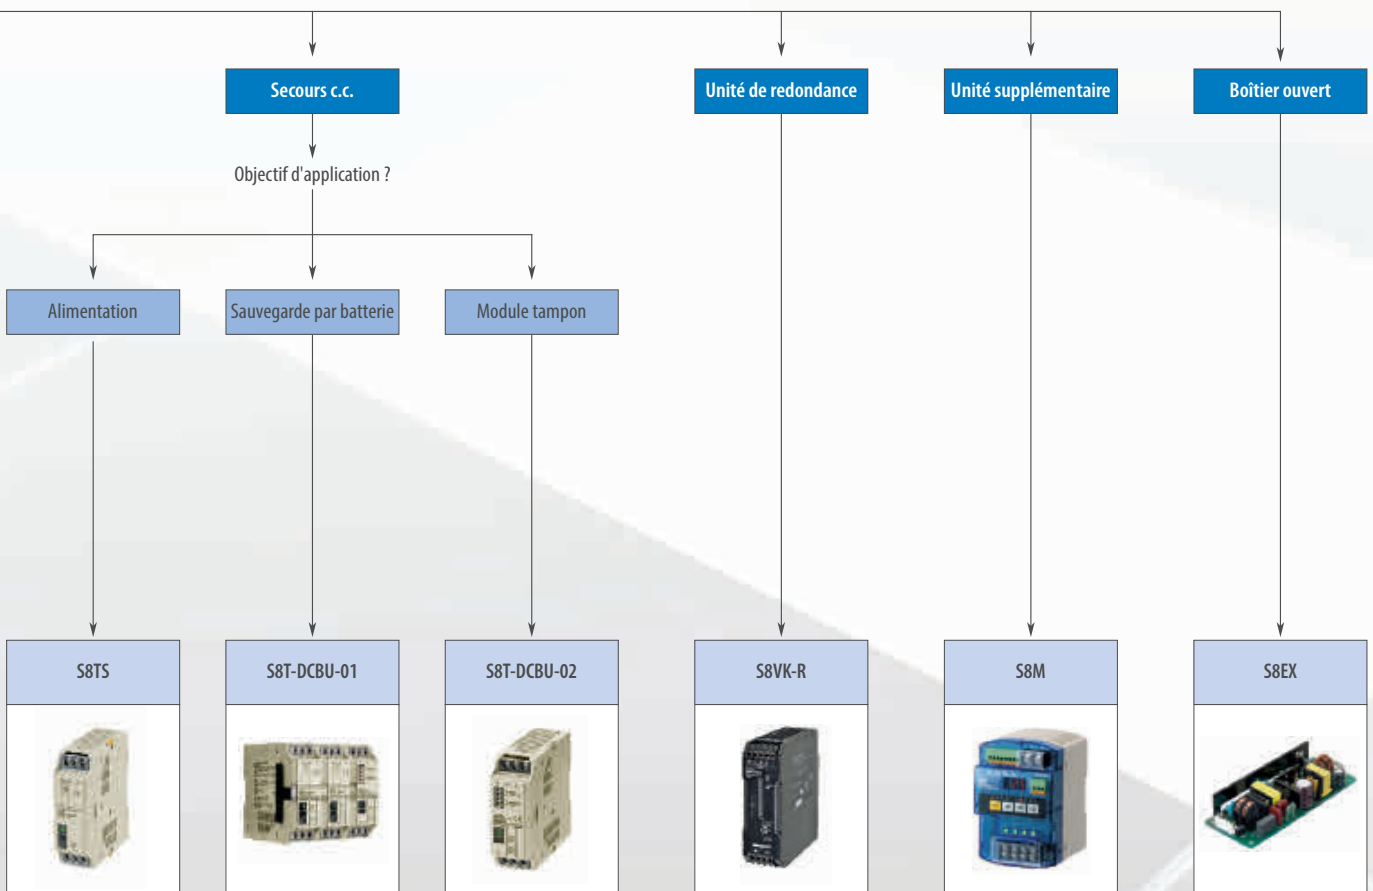 Secours c.c.
Unité de redondance
Unité supplémentaire
Boîtier ouvert
Objectif d'application ?
Alimentation
Sauvegarde par batterie
Module tampon
S8TS
S8T-DCBU-01
S8T-DCBU-02
S8VK-R
S8M
S8EX